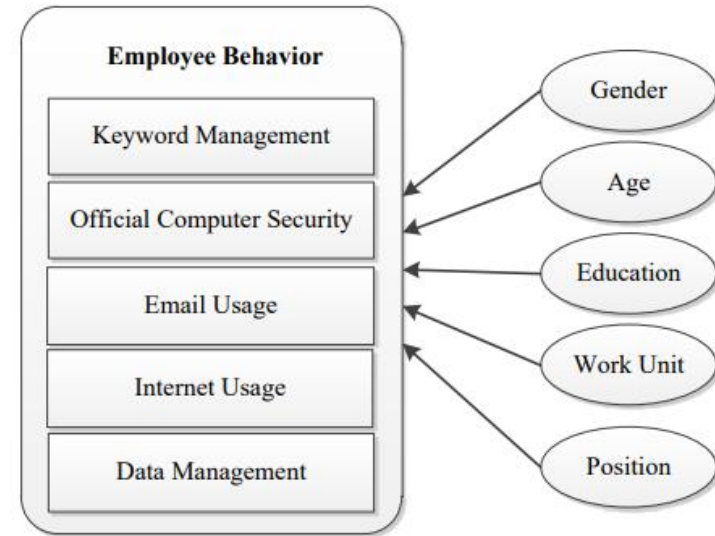 Employee Behavior
Keyword Management
Official Computer Security
Email Usage
Internet Usage
Data Management
Gender
Age
Education
Work Unit
Position